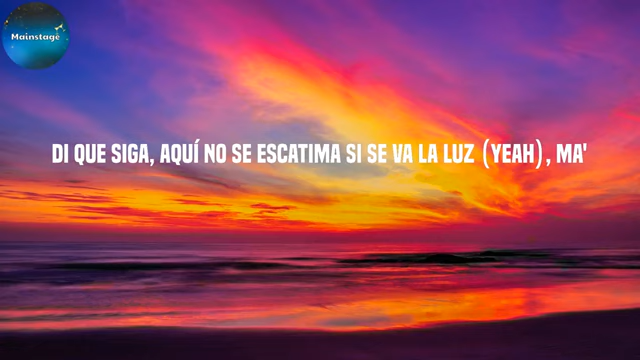 Mainstage
DI QUE SIGA, AQUÍ NO SE ESCATIMA SI SE VA LA LUZ (YEAH), MA'